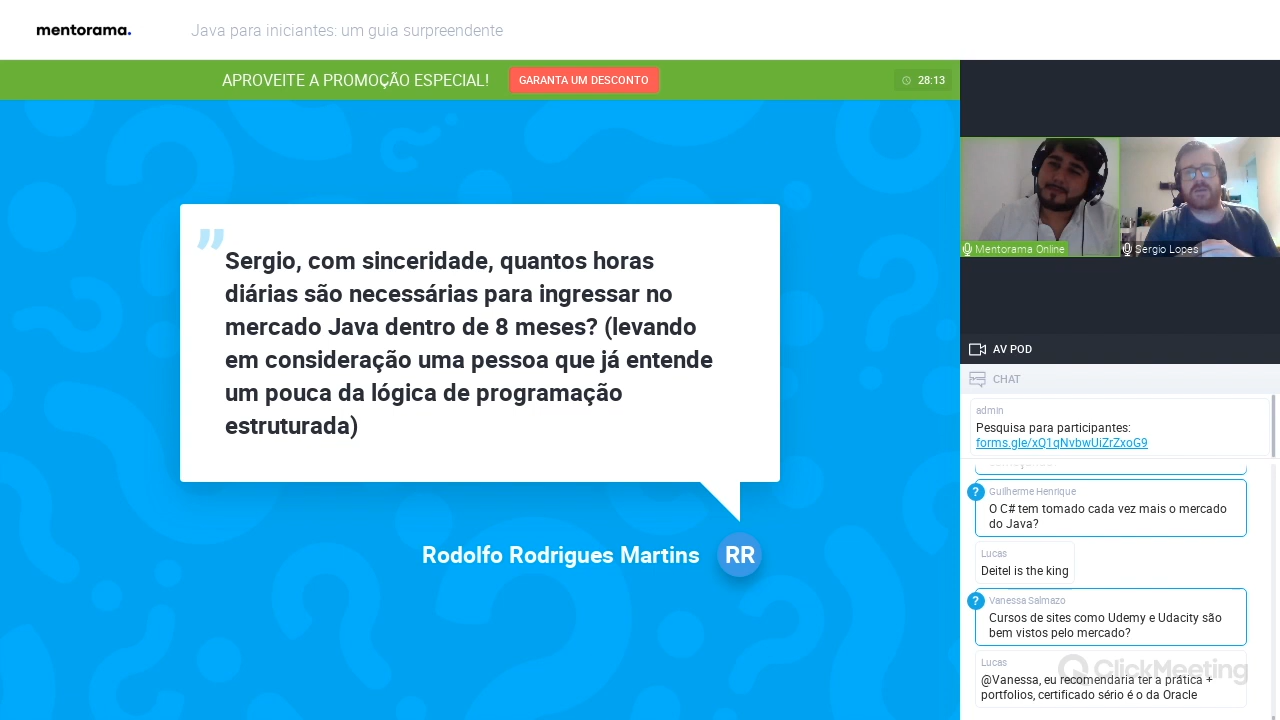 mentorama.
Java para iniciantes: um guia surpreendente
APROVEITE A PROMOÇÃO ESPECIAL!
GARANTA UM DESCONTO
28:13
Sergio, com sinceridade, quantos horas
diárias são necessárias para ingressar no
mercado Java dentro de 8 meses? (levando
em consideração uma pessoa que já entende
um pouca da lógica de programação
estruturada)
Rodolfo Rodrigues Martins
RR
Mentorama Online
Sergio Lopes
AV POD
CHAT
admin
Pesquisa para participantes:
forms.gle/xQ1qNvbwUiZrZxoG9
?
Guilherme Henrique
O C# tem tomado cada vez mais o mercado
do Java?
Lucas
Deitel is the king
?
Vanessa Salmazo
Cursos de sites como Udemy e Udacity são
bem vistos pelo mercado?
Lucas
@Vanessa, eu recomendaria ter a prática +
portfolios, certificado sério é o da Oracle
ClickMeeting